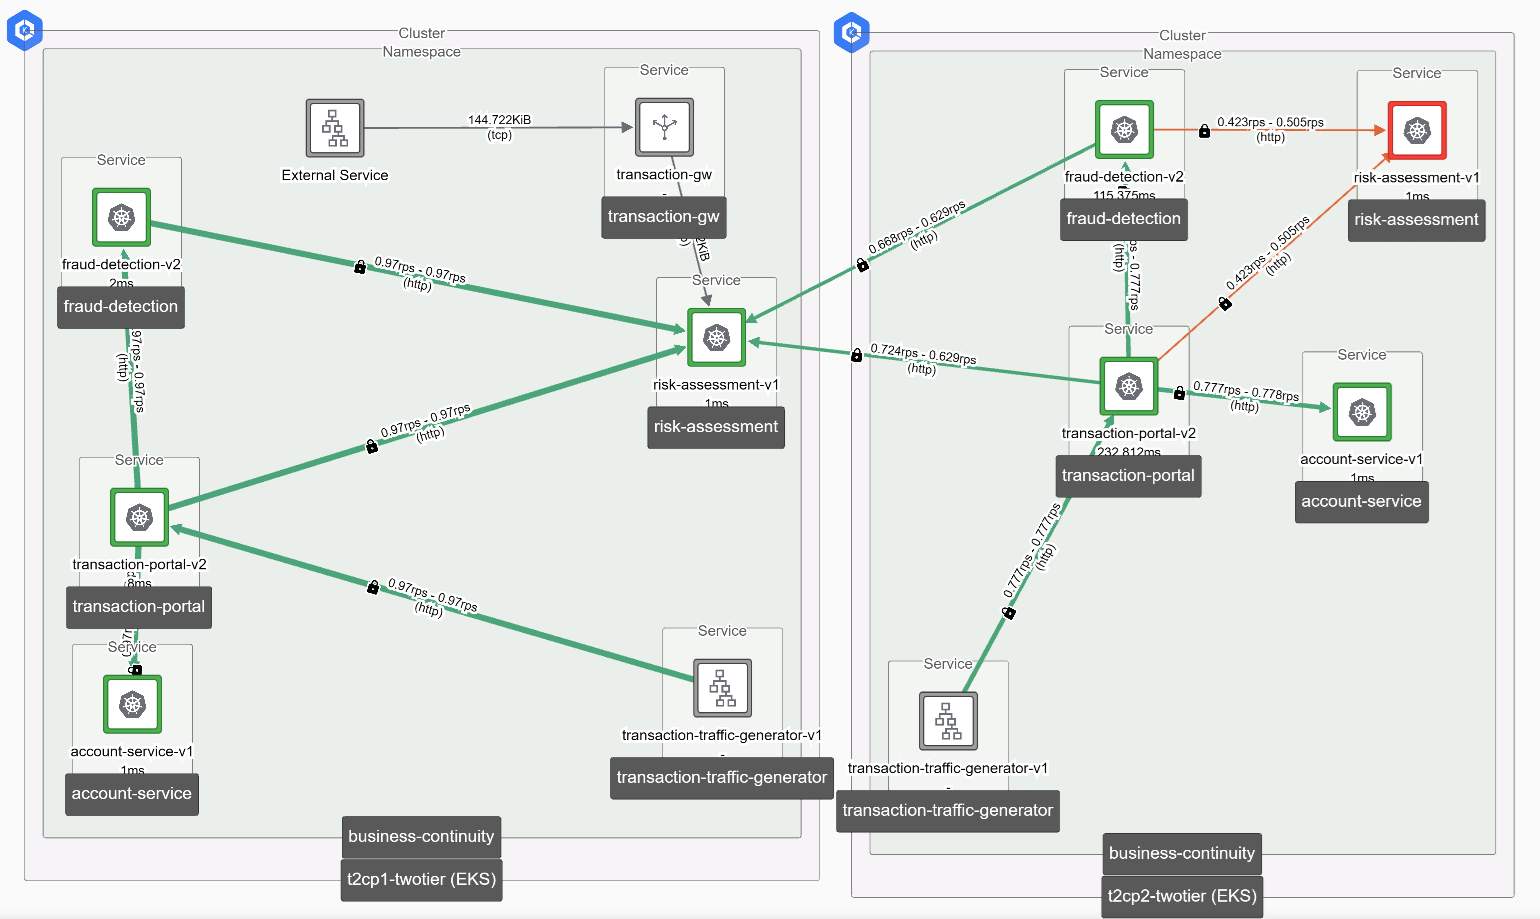 Cluster
Namespace
Service
144.722KiB
(tcp)
External Service
transaction-gw
-
transaction-gw
Service
fraud-detection-v2
2ms
fraud-detection
0.97rps - 0.97rps
(http)
Service
risk-assessment-v1
1ms
risk-assessment
97rps - 0.97rps
(http)
0.97rps - 0.97rps
(http)
Service
transaction-portal-v2
8ms
transaction-portal
0.97rps - 0.97rps
(http)
Service
account-service-v1
1ms
account-service
Service
transaction-traffic-generator-v1
-
transaction-traffic-generator
business-continuity
t2cp1-twotier (EKS)
Cluster
Namespace
Service
fraud-detection-v2
115.375ms
fraud-detection
0.423rps - 0.505rps
(http)
Service
risk-assessment-v1
1ms
risk-assessment
0.668rps - 0.629rps
(http)
- 0.777rps
(http)
0.423rps - 0.505rps
(http)
0.724rps - 0.629rps
(http)
Service
transaction-portal-v2
232.812ms
transaction-portal
0.777rps - 0.778rps
(http)
Service
account-service-v1
1ms
account-service
0.777rps - 0.777rps
(http)
Service
transaction-traffic-generator-v1
-
transaction-traffic-generator
business-continuity
t2cp2-twotier (EKS)